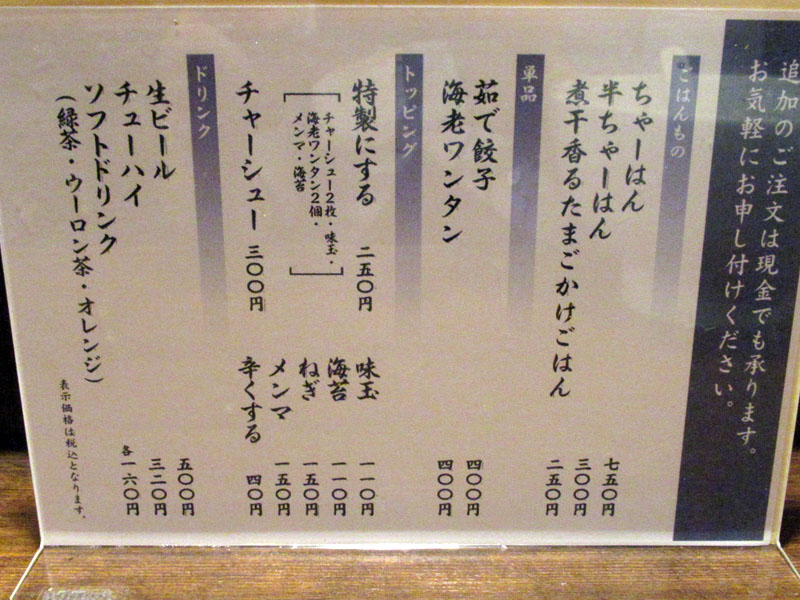 追加のご注文は現金でも承ります。
お気軽にお申し付けください。
ごはんもの
ちゃーはん 七五〇円
半ちゃーはん 三〇〇円
煮干香るたまごかけごはん 二五〇円
単品
茹で餃子 四〇〇円
海老ワンタン 四〇〇円
トッピング
特製にする 二五〇円
チャーシュー2枚・味玉・
海老ワンタン2個・
メンマ・海苔
チャーシュー 三〇〇円
味玉 一一〇円
海苔 一一〇円
ねぎ 一五〇円
メンマ 一五〇円
辛くする 四〇円
ドリンク
生ビール 五〇〇円
チューハイ 三二〇円
ソフトドリンク
(緑茶・ウーロン茶・オレンジ) 各一六〇円
表示価格は税込となります。